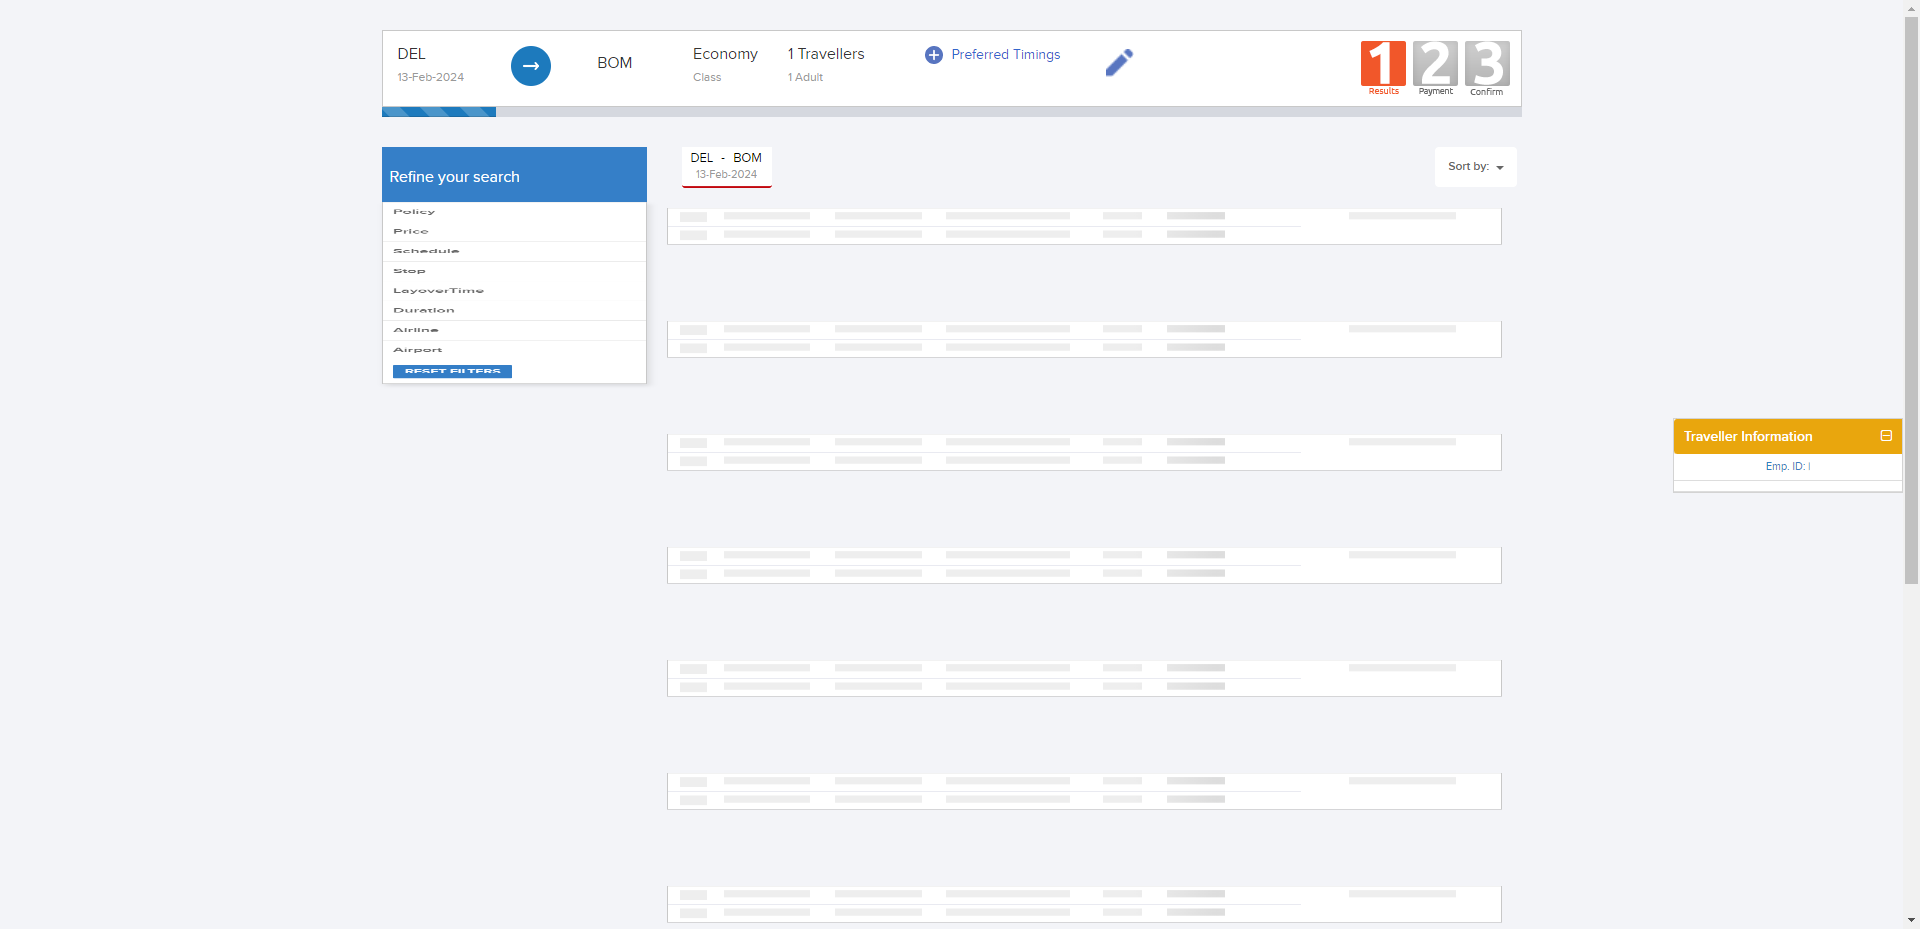 DEL
13-Feb-2024
BOM
Economy
Class
1 Travellers
1 Adult
Preferred Timings
1 2 3
Results Payment Confirm
Refine your search
Policy
Price
Schedule
Stop
LayoverTime
Duration
Airline
Airport
RESET FILTERS
DEL - BOM
13-Feb-2024
Sort by:
Traveller Information
Emp. ID: I